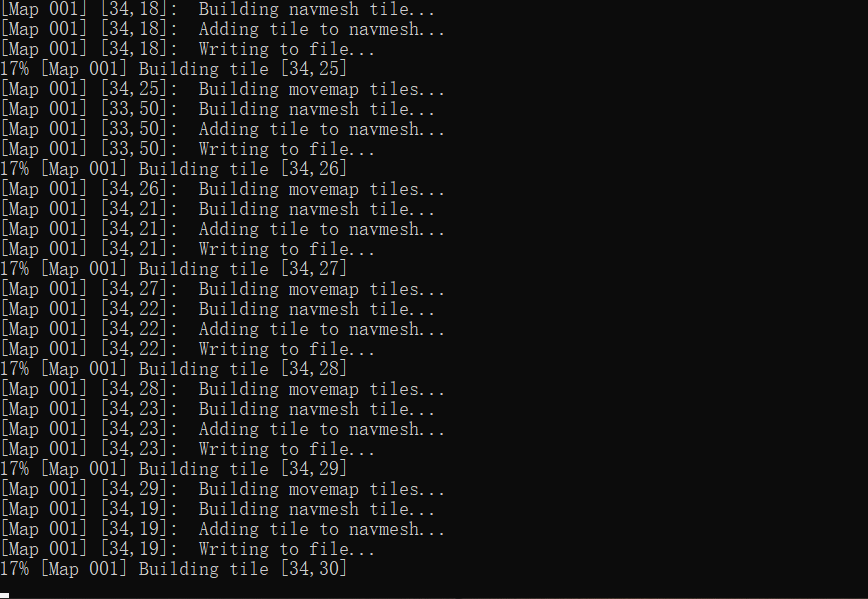 [Map 001] [34,18]:  Building navmesh tile...
[Map 001] [34,18]:  Adding tile to navmesh...
[Map 001] [34,18]:  Writing to file...
17% [Map 001] Building tile [34,25]
[Map 001] [34,25]:  Building movemap tiles...
[Map 001] [33,50]:  Building navmesh tile...
[Map 001] [33,50]:  Adding tile to navmesh...
[Map 001] [33,50]:  Writing to file...
17% [Map 001] Building tile [34,26]
[Map 001] [34,26]:  Building movemap tiles...
[Map 001] [34,21]:  Building navmesh tile...
[Map 001] [34,21]:  Adding tile to navmesh...
[Map 001] [34,21]:  Writing to file...
17% [Map 001] Building tile [34,27]
[Map 001] [34,27]:  Building movemap tiles...
[Map 001] [34,22]:  Building navmesh tile...
[Map 001] [34,22]:  Adding tile to navmesh...
[Map 001] [34,22]:  Writing to file...
17% [Map 001] Building tile [34,28]
[Map 001] [34,28]:  Building movemap tiles...
[Map 001] [34,23]:  Building navmesh tile...
[Map 001] [34,23]:  Adding tile to navmesh...
[Map 001] [34,23]:  Writing to file...
17% [Map 001] Building tile [34,29]
[Map 001] [34,29]:  Building movemap tiles...
[Map 001] [34,19]:  Building navmesh tile...
[Map 001] [34,19]:  Adding tile to navmesh...
[Map 001] [34,19]:  Writing to file...
17% [Map 001] Building tile [34,30]